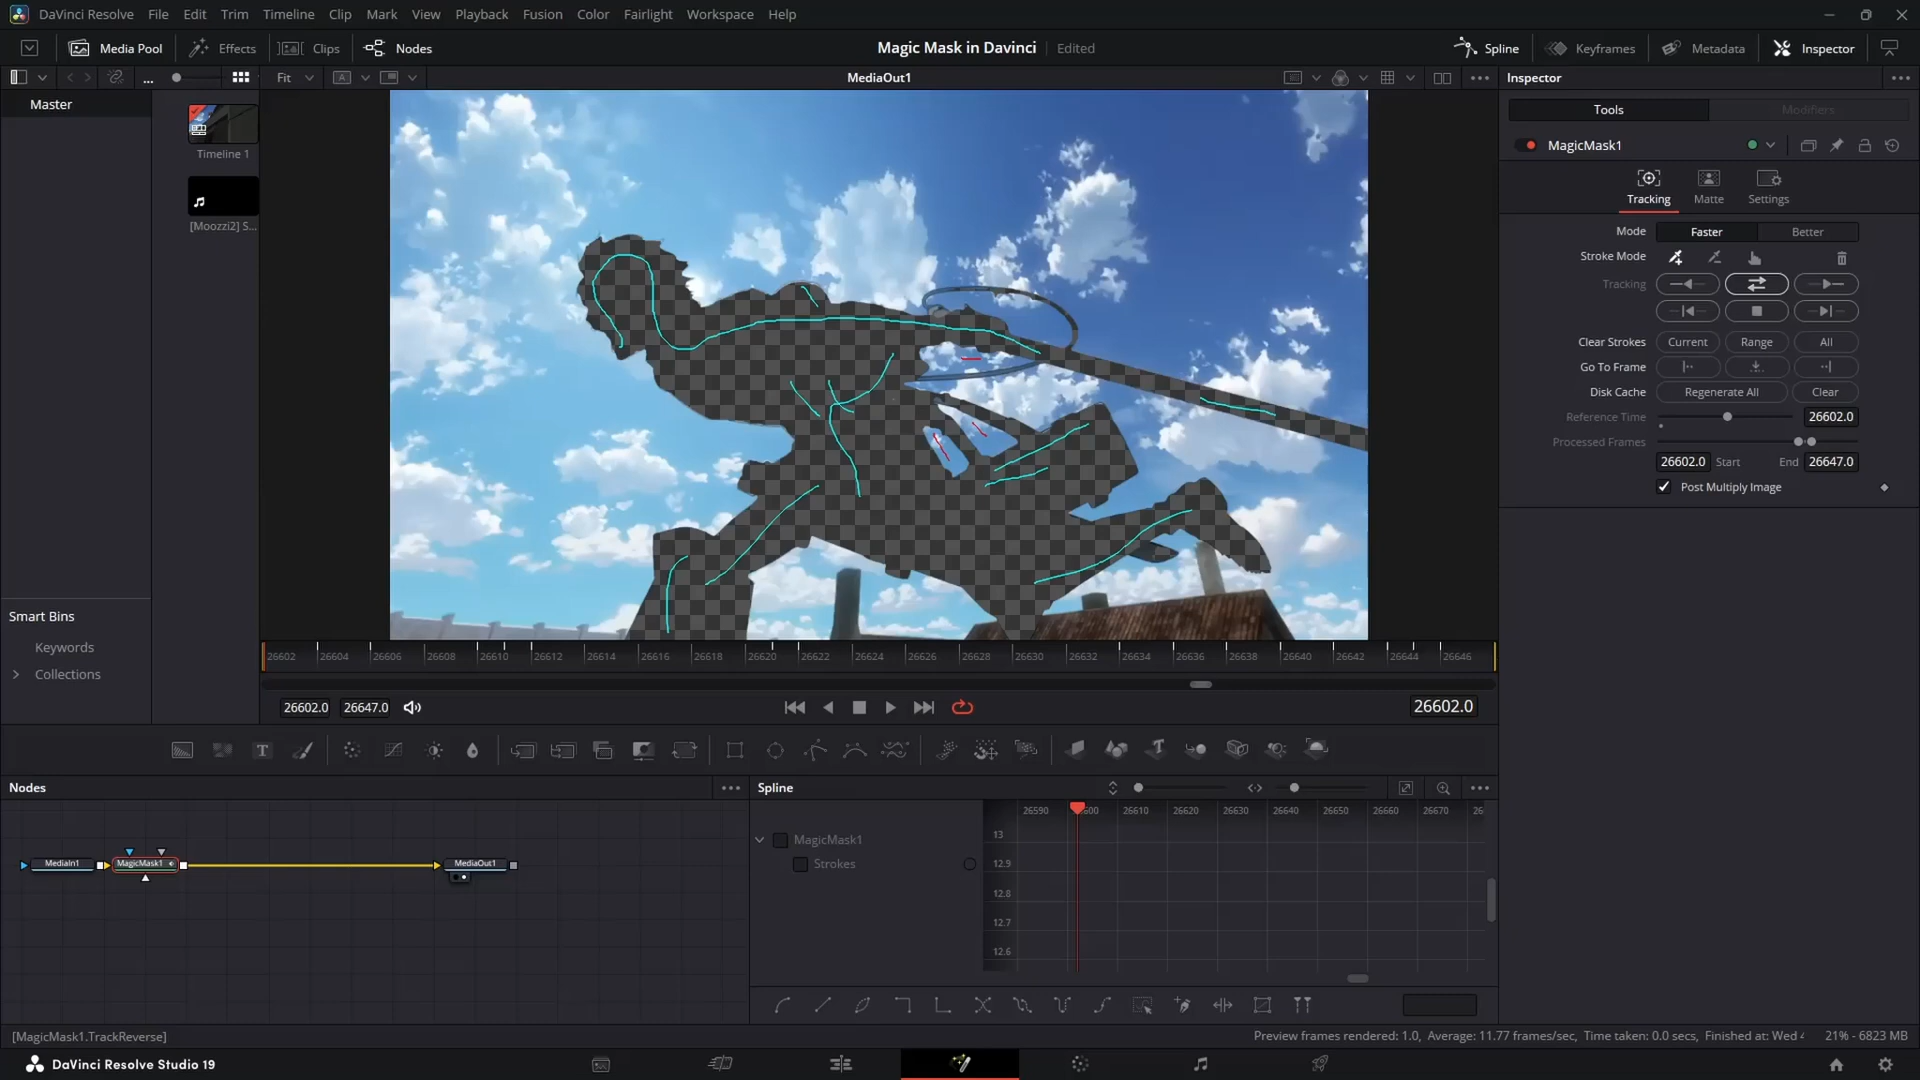 DaVinci Resolve File Edit Trim Timeline Clip Mark View Playback Fusion Color Fairlight Workspace Help
Media Pool Effects Clips Nodes Magic Mask in Davinci Edited Spline Keyframes Metadata Inspector
... Fit A MediaOut1 Inspector
Master
Timeline 1
[Moozzi2] S...
Tools Modifiers
MagicMask1
Tracking Matte Settings
Mode Faster Better
Stroke Mode
Tracking
Clear Strokes Current Range All
Go To Frame
Disk Cache Regenerate All Clear
Reference Time 26602.0
Processed Frames
26602.0 Start End 26647.0
Post Multiply Image
Smart Bins
Keywords
Collections
26602 26604 26606 26608 26610 26612 26614 26616 26618 26620 26622 26624 26626 26628 26630 26632 26634 26636 26638 26640 26642 26644 26646
26602.0 26647.0 26602.0
T T
Nodes Spline
MediaIn1 MagicMask1 MediaOut1
MagicMask1
Strokes
26590 600 26610 26620 26630 26640 26650 26660 26670 26
13
12.9
12.8
12.7
12.6
[MagicMask1.TrackReverse] Preview frames rendered: 1.0, Average: 11.77 frames/sec, Time taken: 0.0 secs, Finished at: Wed 21% - 6823 MB
DaVinci Resolve Studio 19